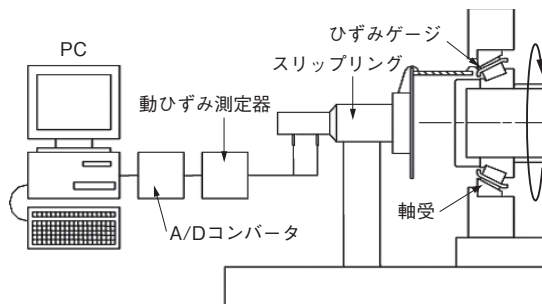 ひずみゲージ
スリップリング
PC
動ひずみ測定器
軸受
A/Dコンバータ